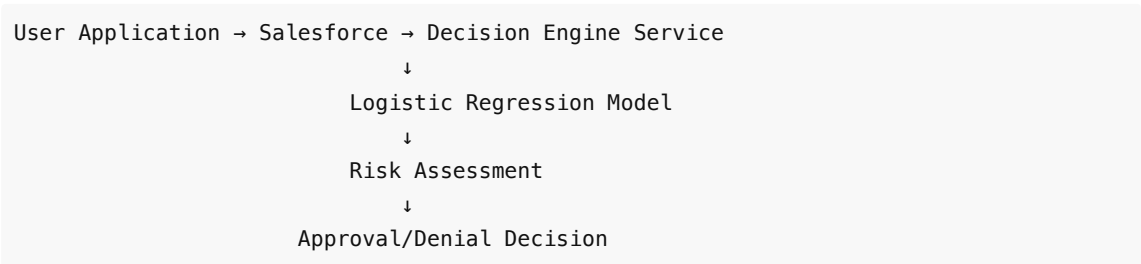 User Application → Salesforce → Decision Engine Service
↓
Logistic Regression Model
↓
Risk Assessment
↓
Approval/Denial Decision